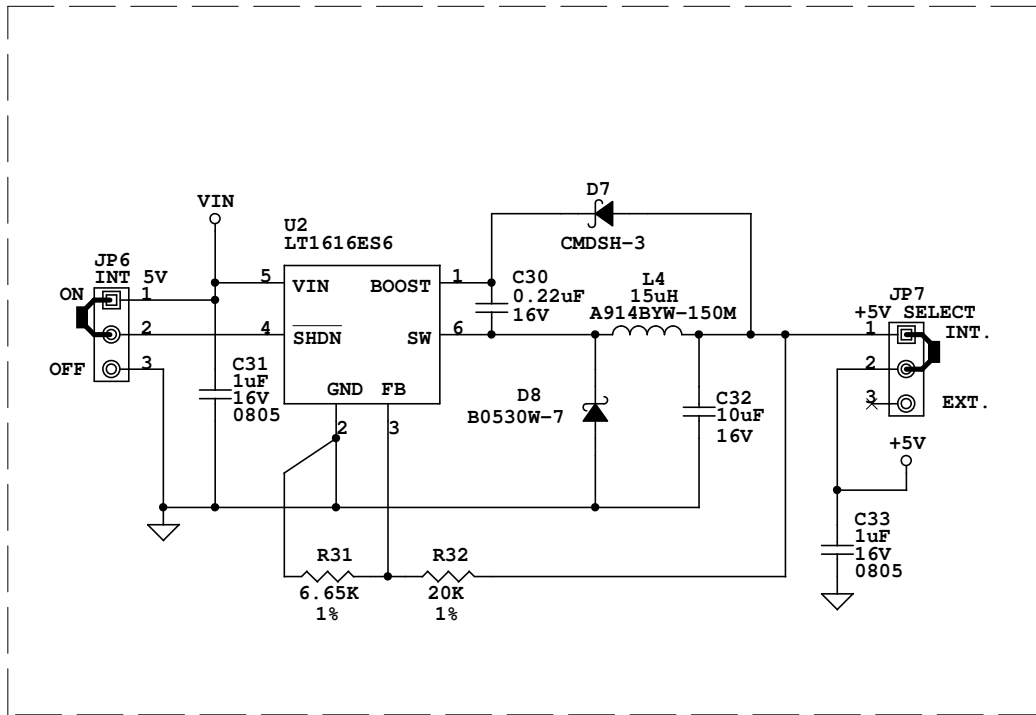 VIN
U2
LT1616ES6
JP6
INT 5V
ON
1
2
OFF
3
5
VIN
BOOST
1
4
SHDN
SW
6
GND
FB
2
3
C31
1uF
16V
0805
D7
CMDSH-3
C30
0.22uF
16V
L4
15uH
A914BYW-150M
D8
B0530W-7
C32
10uF
16V
JP7
+5V SELECT
1
INT.
2
3
EXT.
+5V
C33
1uF
16V
0805
R31
6.65K
1%
R32
20K
1%